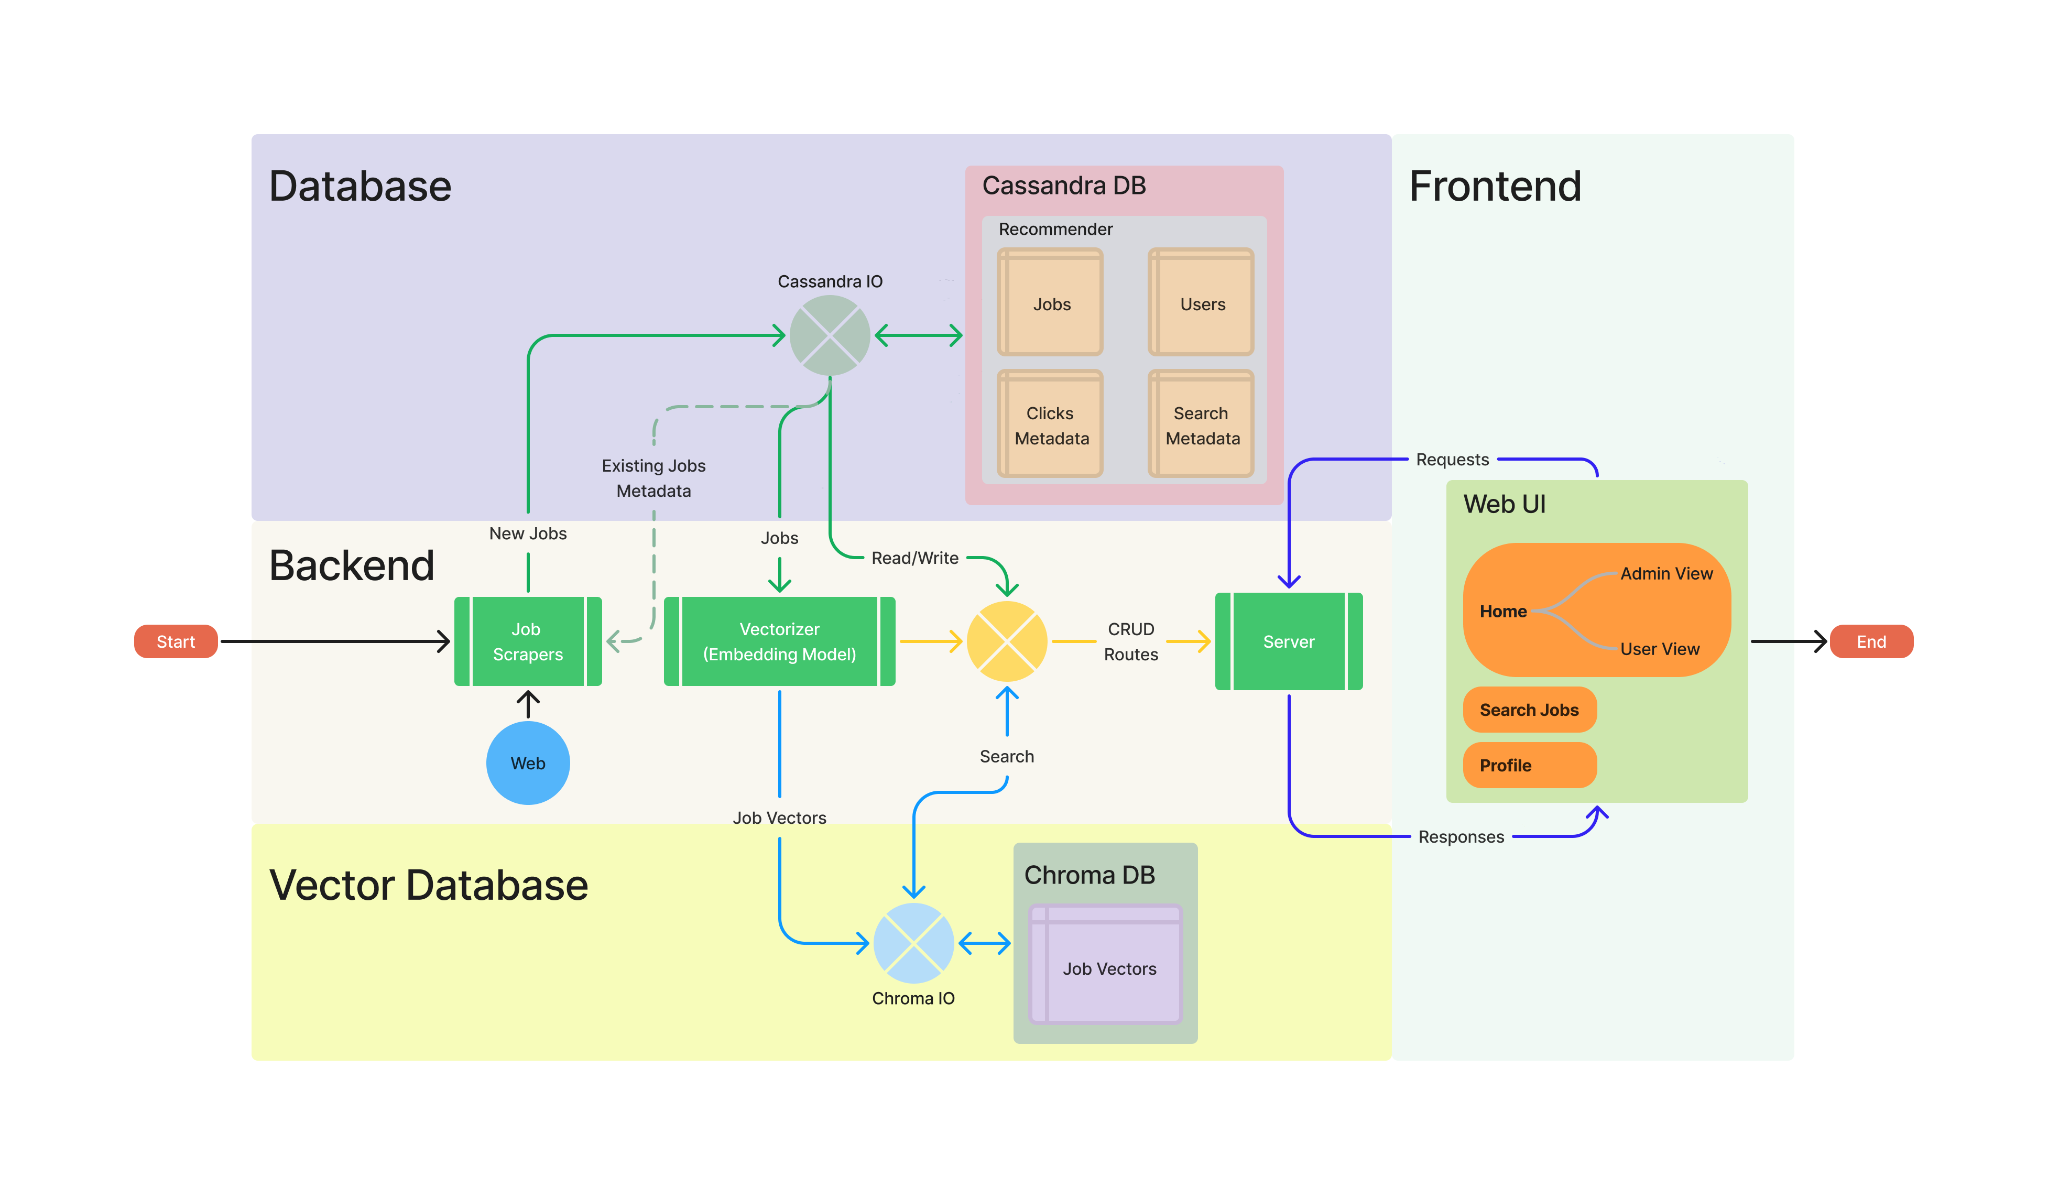 Database
Cassandra DB
Recommender
Jobs
Users
Clicks
Metadata
Search
Metadata
Cassandra IO
Existing Jobs
Metadata
New Jobs
Jobs
Read/Write
Backend
Start
Job
Scrapers
Web
Vectorizer
(Embedding Model)
CRUD
Routes
Server
Search
Job Vectors
Vector Database
Chroma IO
Chroma DB
Job Vectors
Frontend
Requests
Web UI
Home
Admin View
User View
Search Jobs
Profile
Responses
End